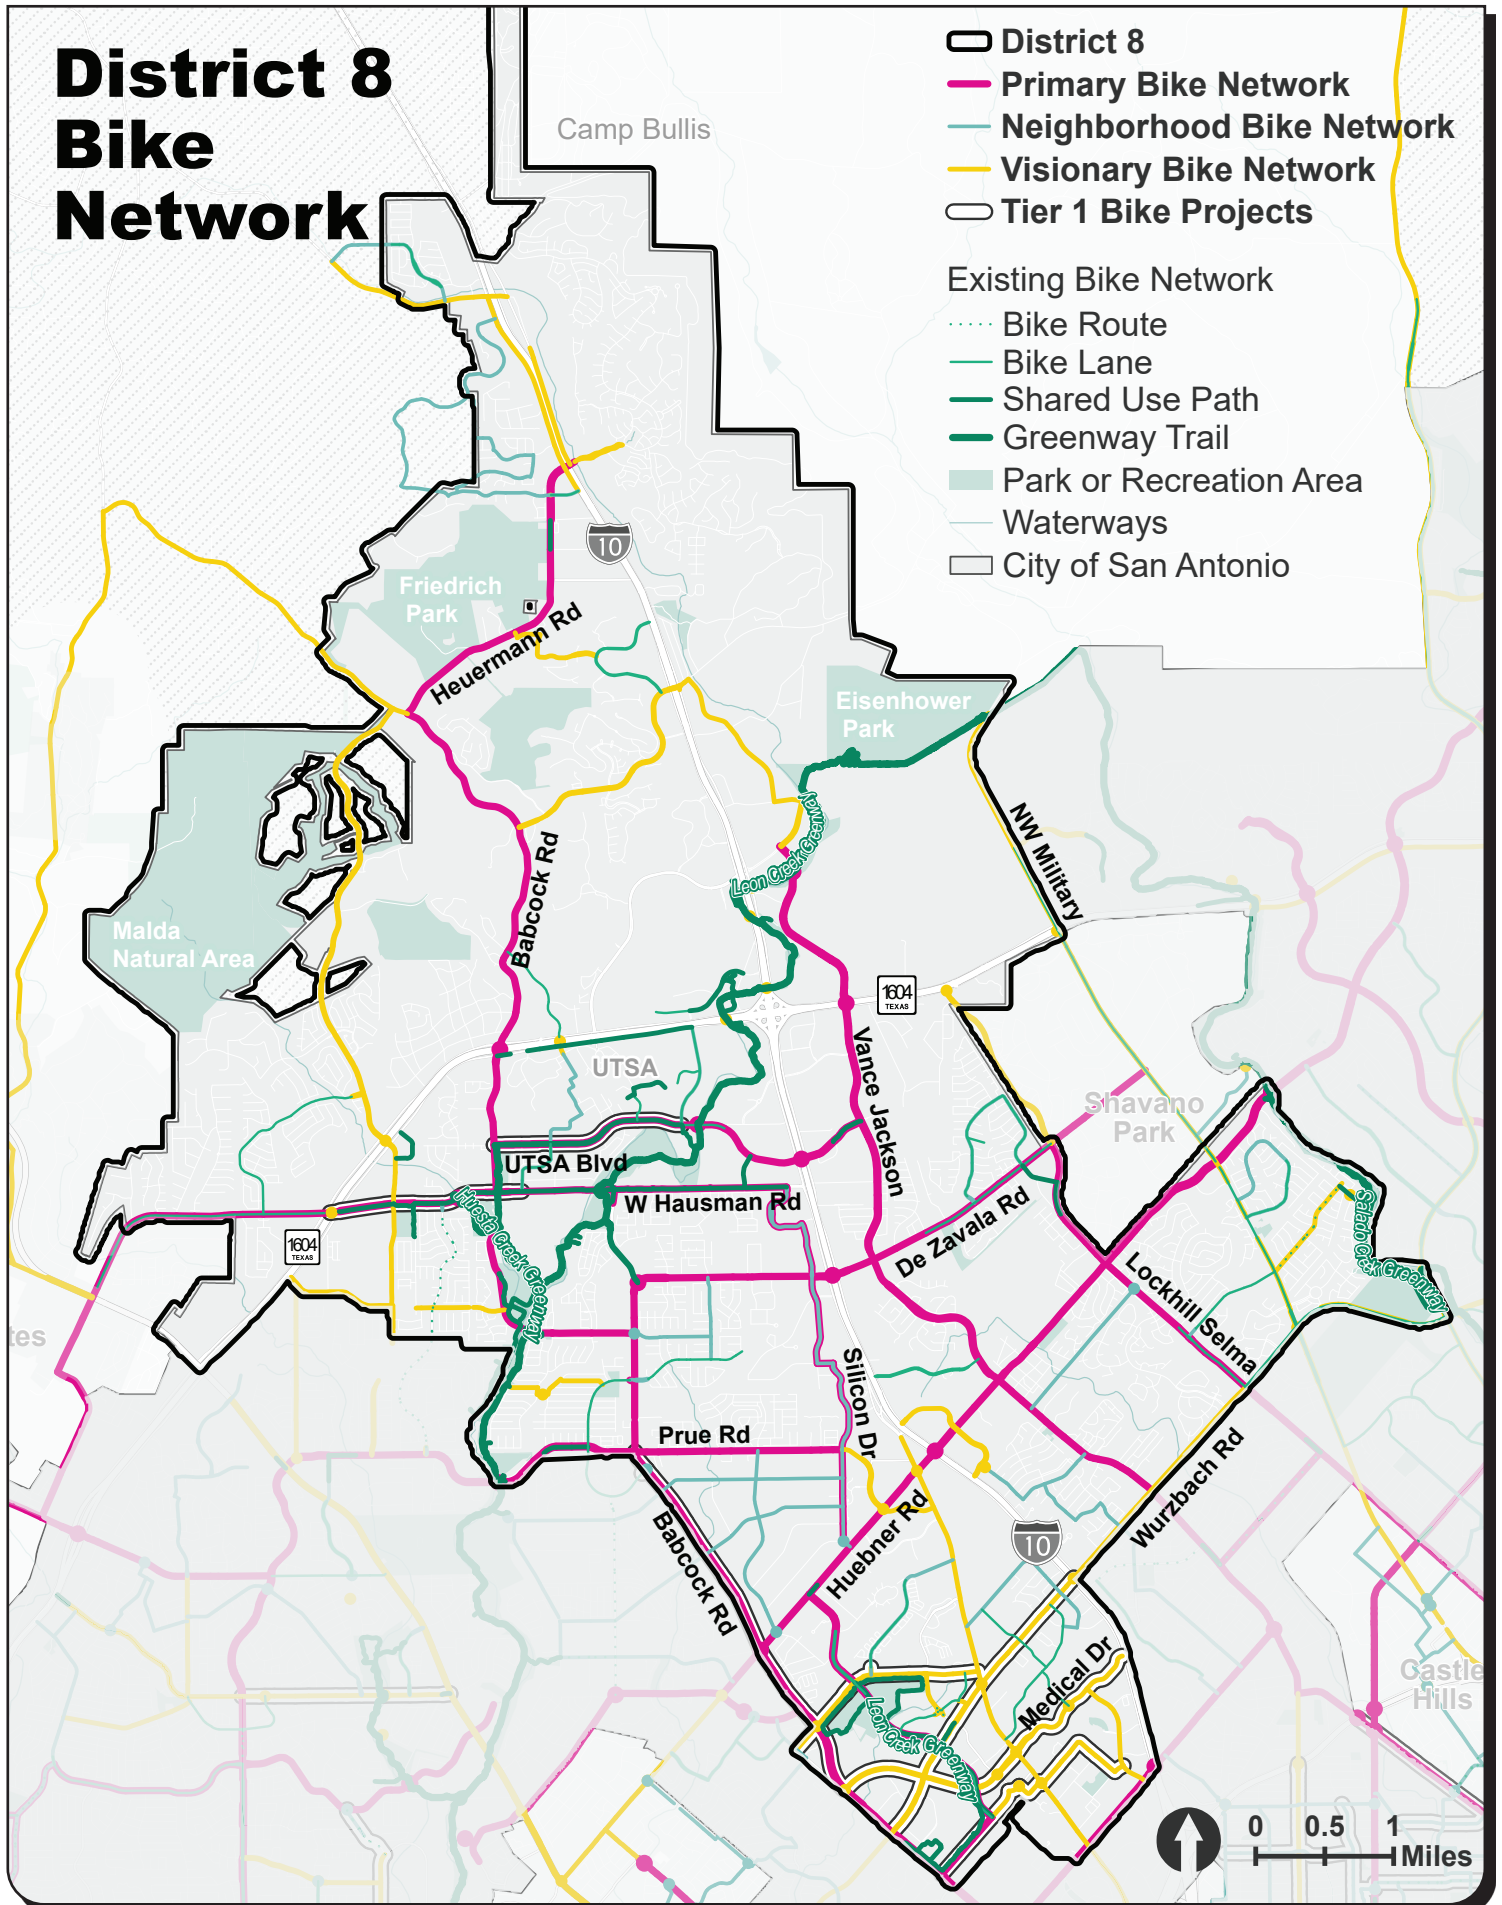 District 8
Bike
Network
District 8
Primary Bike Network
Neighborhood Bike Network
Visionary Bike Network
Tier 1 Bike Projects
Existing Bike Network
Bike Route
Bike Lane
Shared Use Path
Greenway Trail
Park or Recreation Area
Waterways
City of San Antonio
Camp Bullis
10
Friedrich
Park
Heuermann Rd
Eisenhower
Park
Leon Creek Greenway
NW Military
Babcock Rd
Malda
Natural Area
1604
TEXAS
UTSA
Vance Jackson
Shavano
Park
UTSA Blvd
W Hausman Rd
De Zavala Rd
Huesta Creek Greenway
Salado Creek Greenway
1604
TEXAS
Lockhill Selma
tes
Silicon Dr
Prue Rd
Wurzbach Rd
Huebner Rd
Babcock Rd
10
Medical Dr
Castle
Hills
Leon Creek Greenway
0 0.5 1
Miles